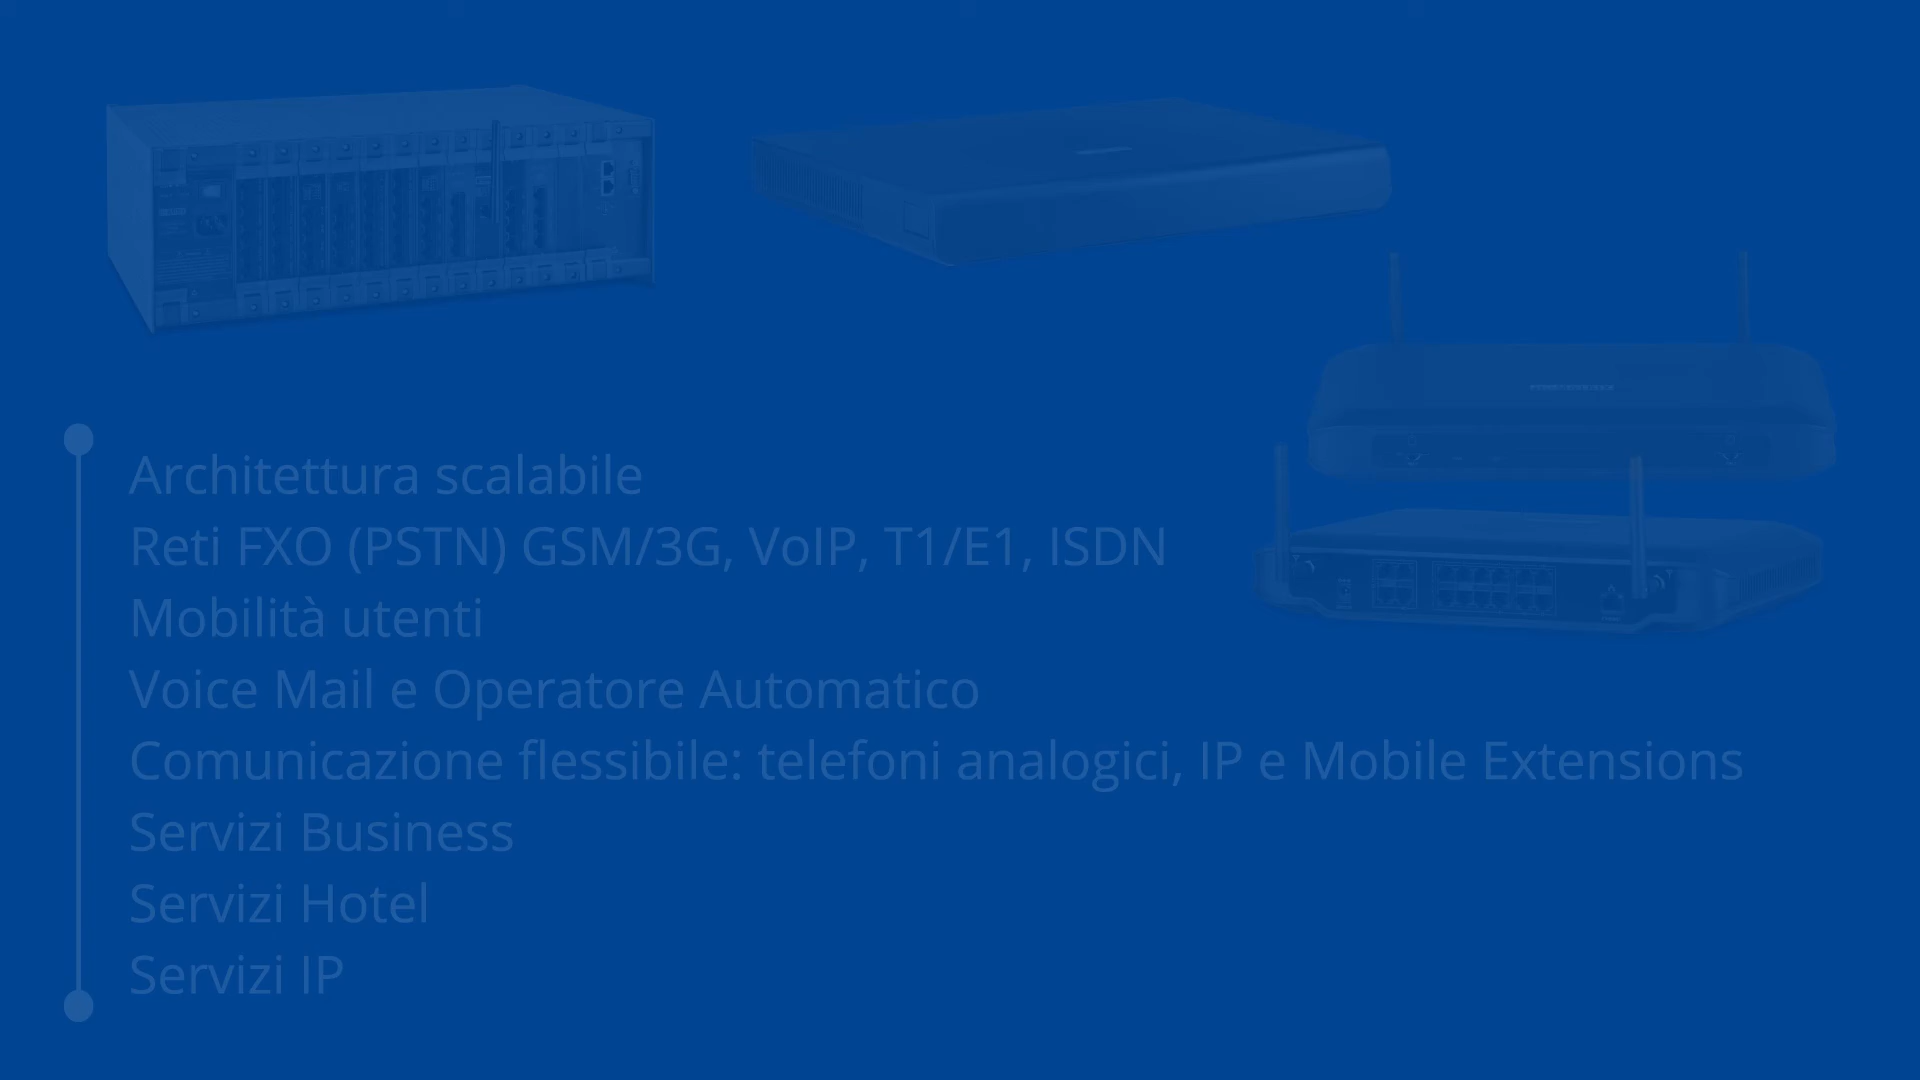 Architettura scalabile
Reti FXO (PSTN) GSM/3G, VoIP, T1/E1, ISDN
Mobilità utenti
Voice Mail e Operatore Automatico
Comunicazione flessibile: telefoni analogici, IP e Mobile Extensions
Servizi Business
Servizi Hotel
Servizi IP